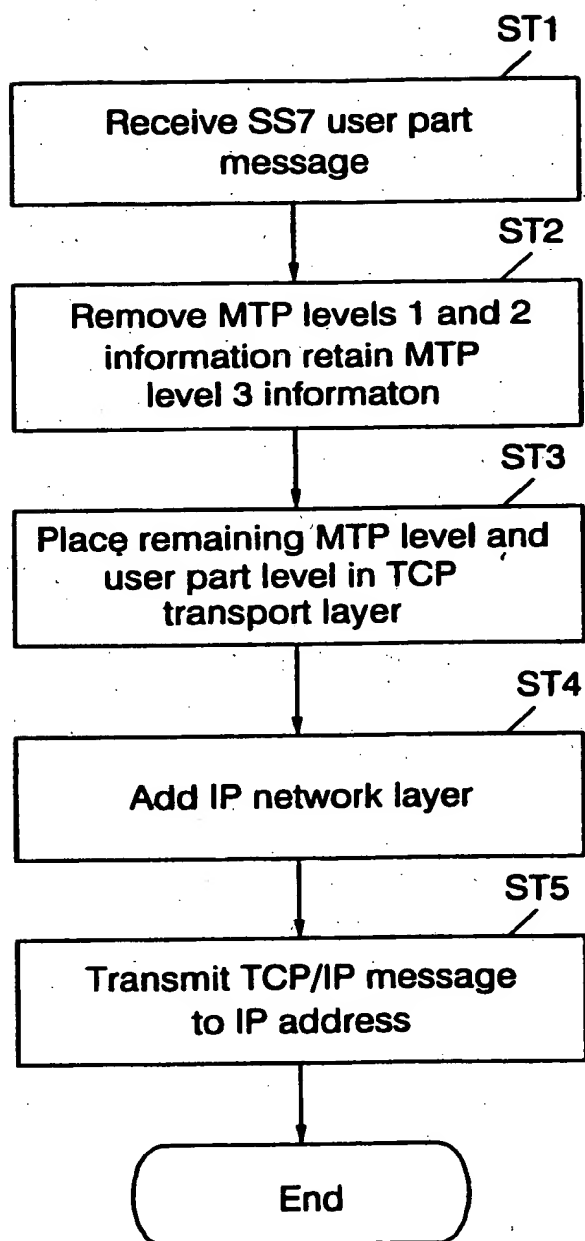 ST1
Receive SS7 user part
message
ST2
Remove MTP levels 1 and 2
information retain MTP
level 3 informaton
ST3
Place remaining MTP level and
user part level in TCP
transport layer
ST4
Add IP network layer
ST5
Transmit TCP/IP message
to IP address
End